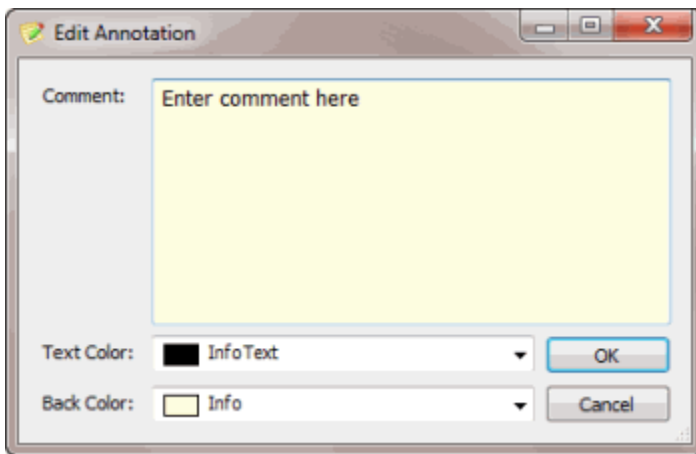 Edit Annotation
Comment:
Enter comment here
Text Color:
InfoText
OK
Back Color:
Info
Cancel